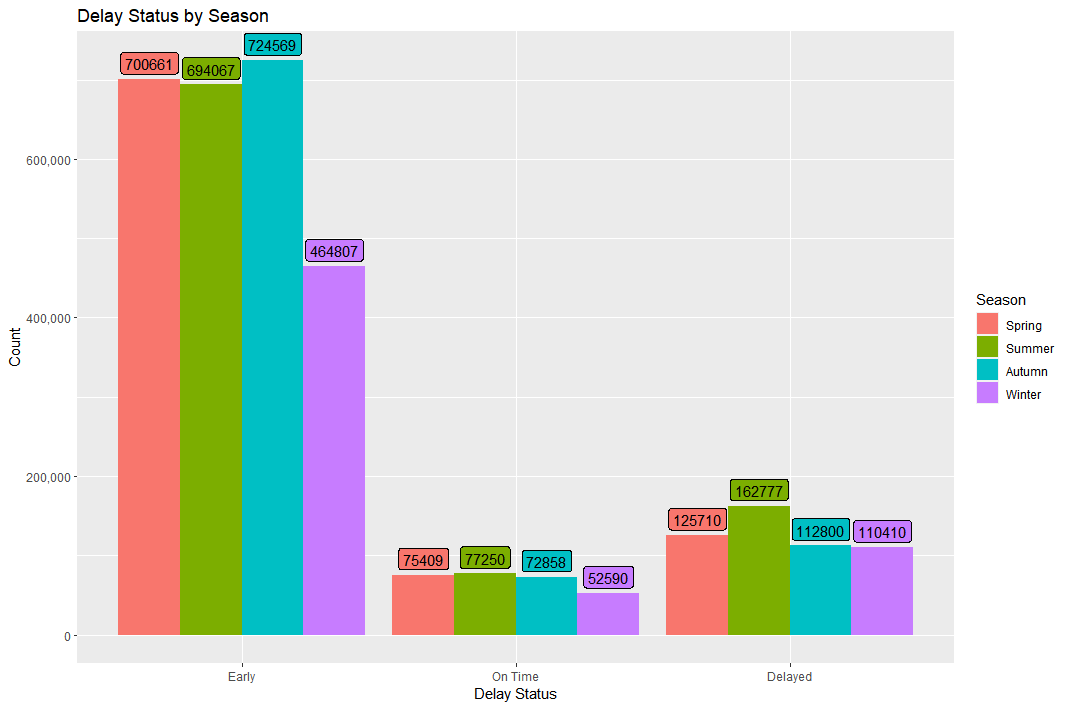 Delay Status by Season
700661
694067
724569
464807
75409
77250
72858
52590
125710
162777
112800
110410
600,000
400,000
200,000
0
Count
Early
On Time
Delayed
Delay Status
Season
Spring
Summer
Autumn
Winter